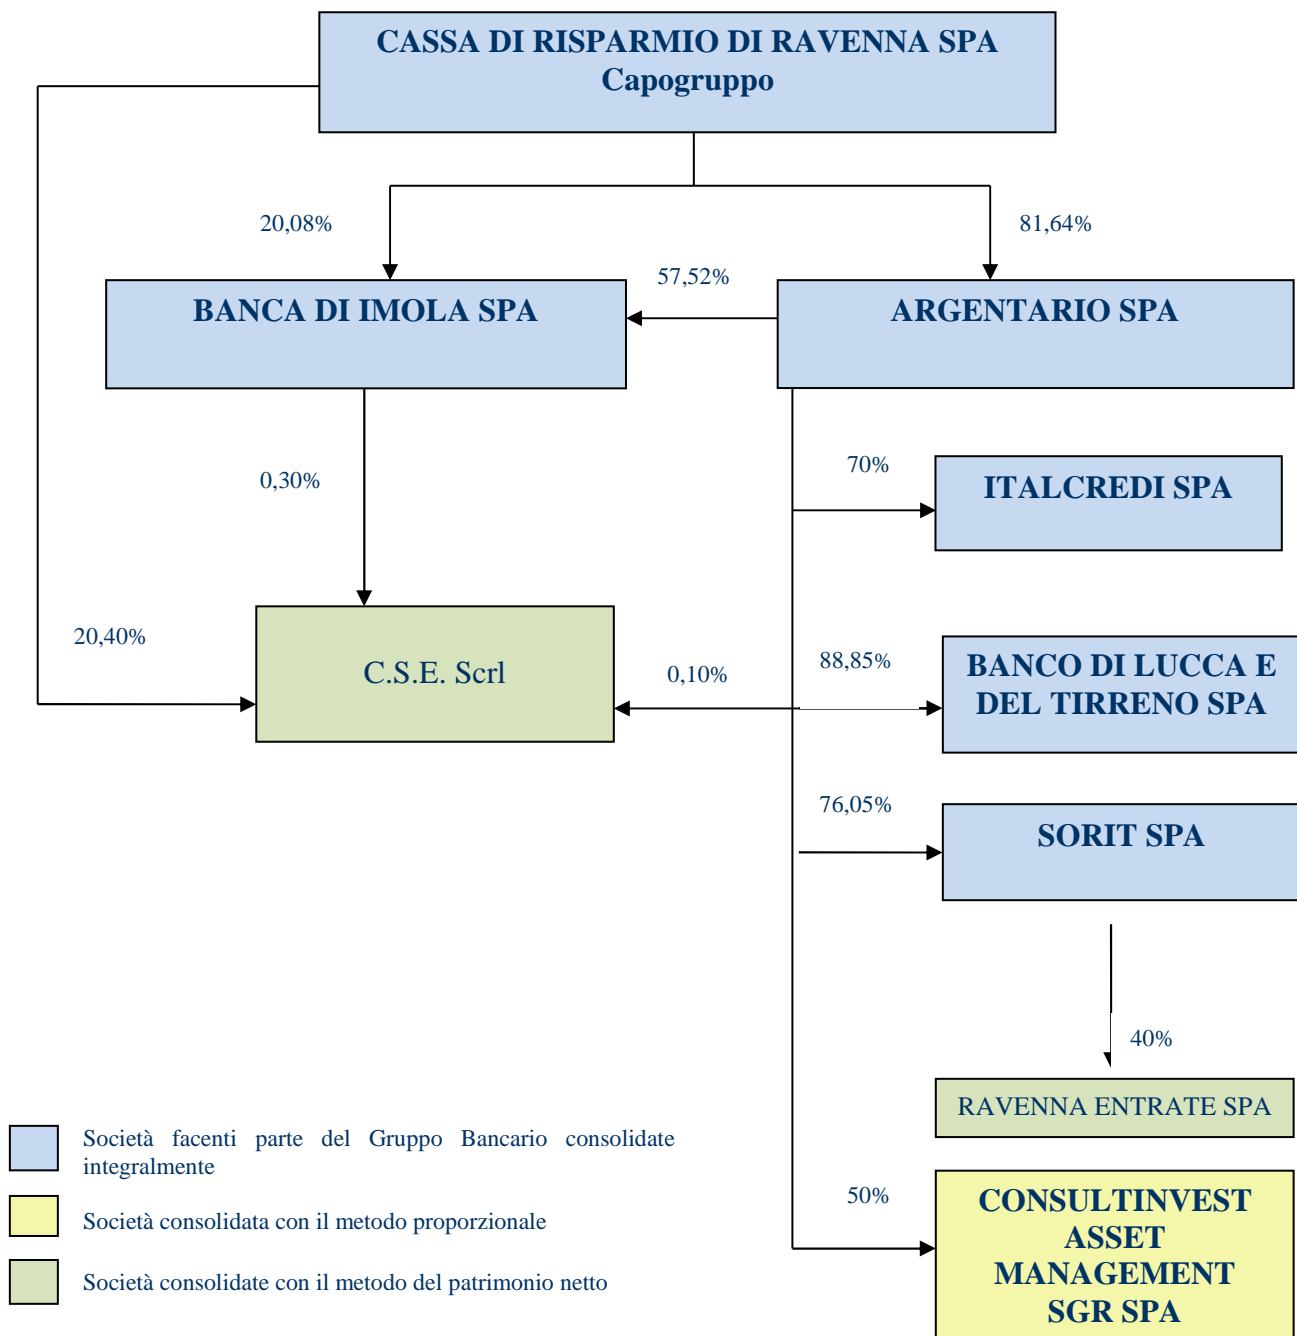 CASSA DI RISPARMIO DI RAVENNA SPA
Capogruppo
20,08%
81,64%
57,52%
BANCA DI IMOLA SPA
ARGENTARIO SPA
70%
0,30%
ITALCREDI SPA
20,40%
C.S.E. Scrl
0,10%
88,85%
BANCO DI LUCCA E
DEL TIRRENO SPA
76,05%
SORIT SPA
40%
RAVENNA ENTRATE SPA
Società facenti parte del Gruppo Bancario consolidate
integralmente
50%
CONSULTINVEST
ASSET
MANAGEMENT
SGR SPA
Società consolidata con il metodo proporzionale
Società consolidate con il metodo del patrimonio netto